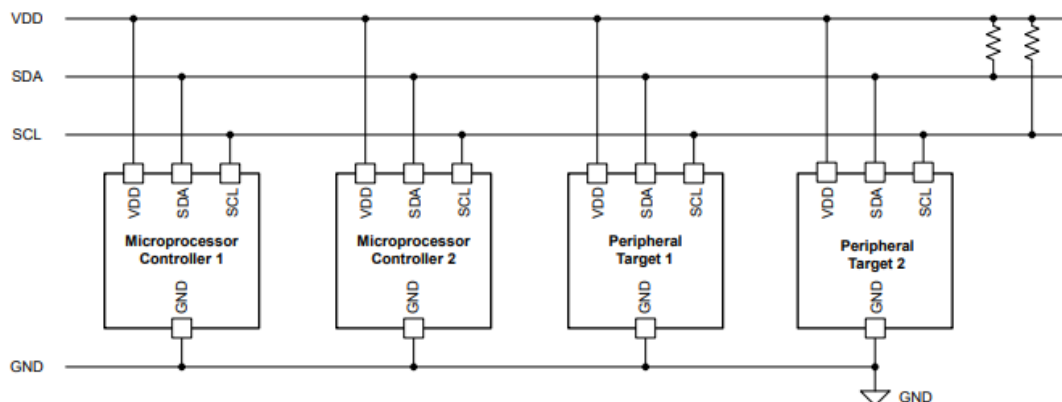 VDD
SDA
SCL
VDD
SDA
SCL
Microprocessor
Controller 1
GND
VDD
SDA
SCL
Microprocessor
Controller 2
GND
VDD
SDA
SCL
Peripheral
Target 1
GND
VDD
SDA
SCL
Peripheral
Target 2
GND
GND
GND